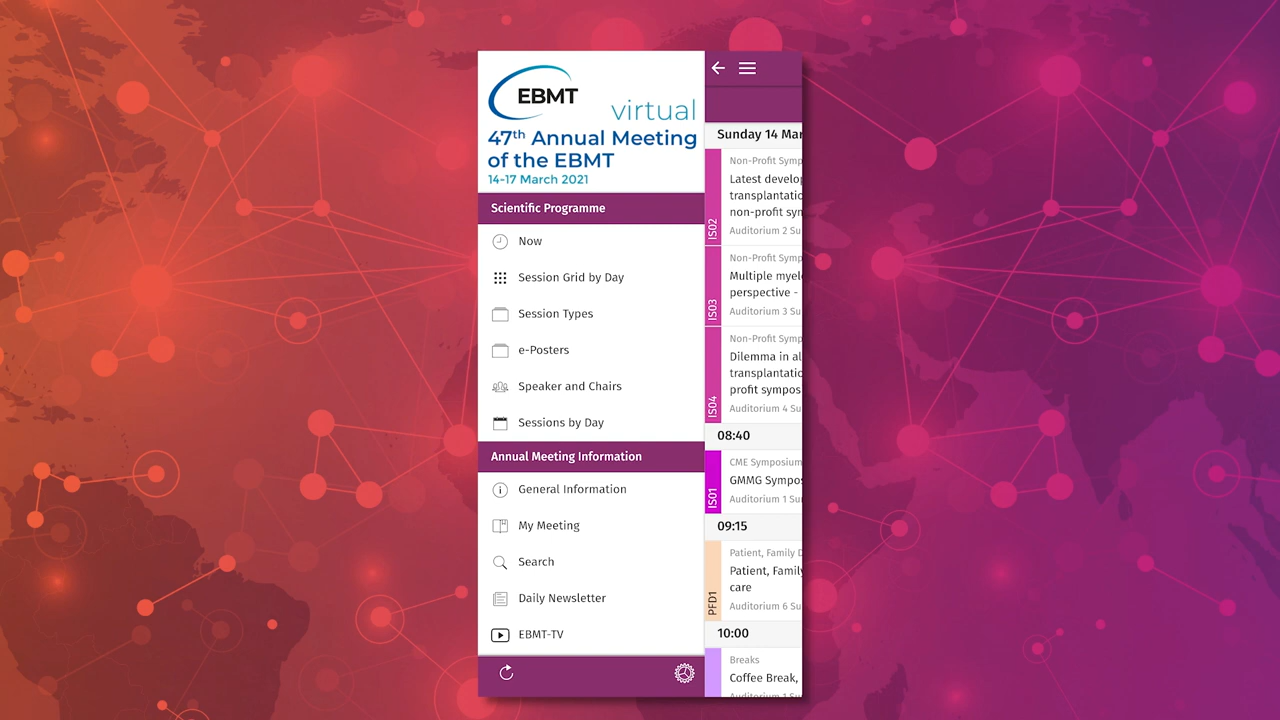 EBMT
virtual
47th Annual Meeting
of the EBMT
14-17 March 2021
Scientific Programme
Now
Session Grid by Day
Session Types
e-Posters
Speaker and Chairs
Sessions by Day
Annual Meeting Information
General Information
My Meeting
Search
Daily Newsletter
EBMT-TV
Sunday 14 Mar
IS02
Non-Profit Symp
Latest develop
transplantatio
non-profit sym
Auditorium 2 Su
IS03
Non-Profit Symp
Multiple myel
perspective -
Auditorium 3 Su
IS04
Non-Profit Symp
Dilemma in al
transplantatio
profit sympos
Auditorium 4 Su
08:40
IS01
CME Symposium
GMMG Sympos
Auditorium 1 Su
09:15
PFD1
Patient, Family D
Patient, Family
care
Auditorium 6 Su
10:00
Breaks
Coffee Break,
Auditorium 1 Su